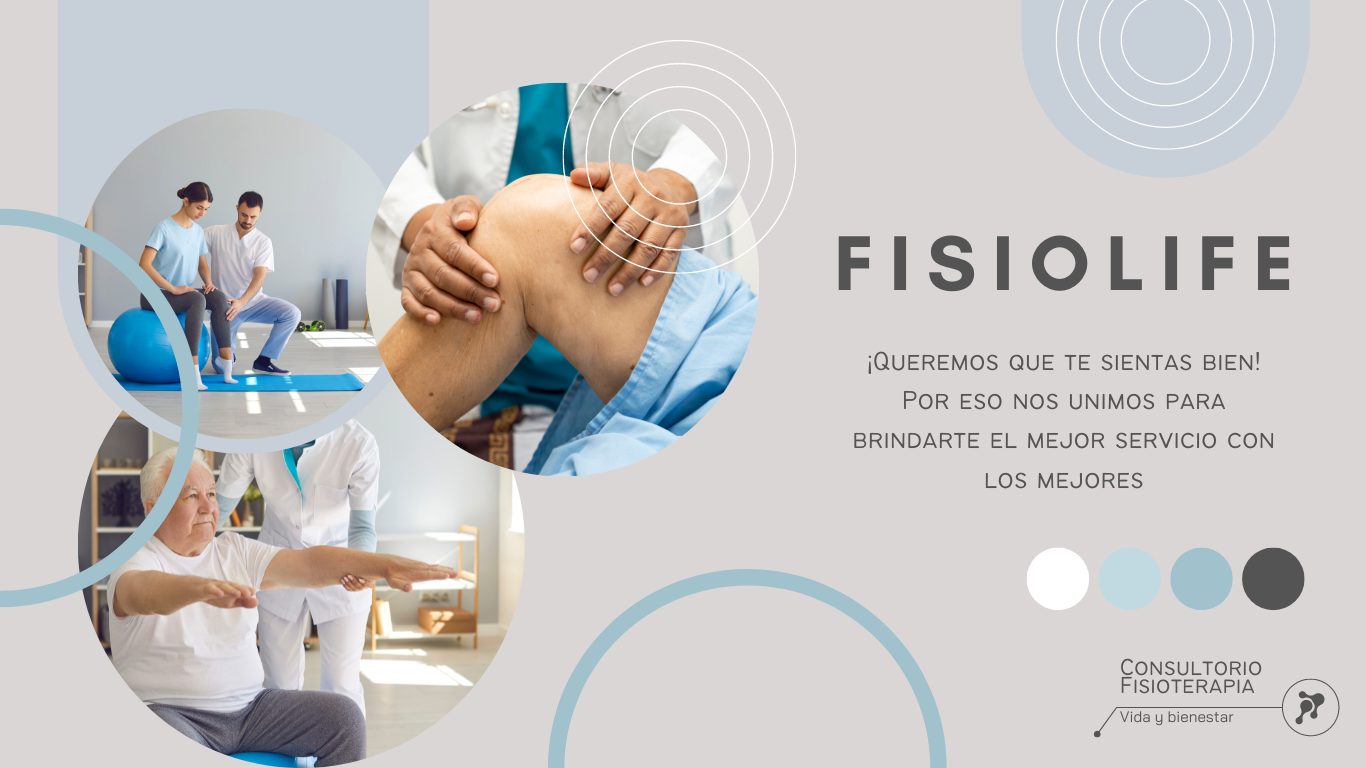 FISIOLIFE
¡QUEREMOS QUE TE SIENTAS BIEN!
POR ESO NOS UNIMOS PARA
BRINDARTE EL MEJOR SERVICIO CON
LOS MEJORES
CONSULTORIO
FISIOTERAPIA
Vida y bienestar